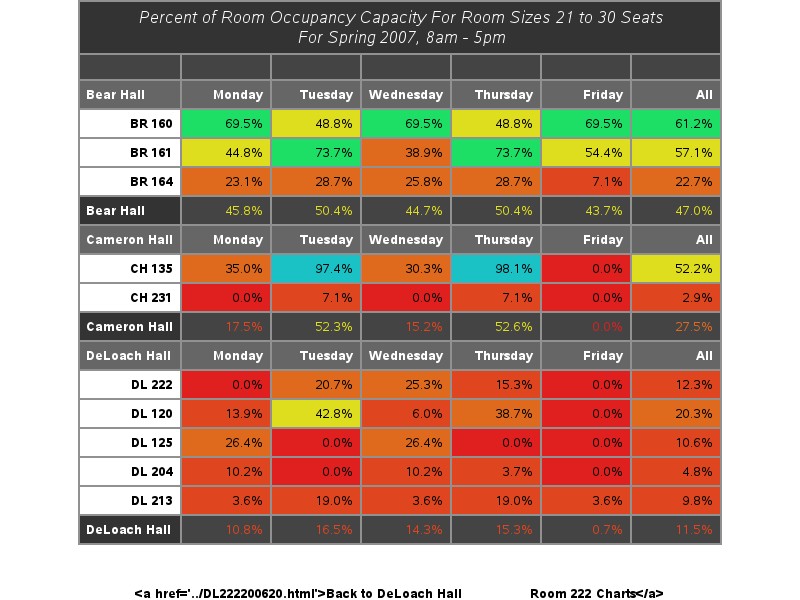 Percent of Room Occupancy Capacity For Room Sizes 21 to 30 Seats
For Spring 2007, 8am - 5pm
Bear Hall Monday Tuesday Wednesday Thursday Friday All
BR 160 69.5% 48.8% 69.5% 48.8% 69.5% 61.2%
BR 161 44.8% 73.7% 38.9% 73.7% 54.4% 57.1%
BR 164 23.1% 28.7% 25.8% 28.7% 7.1% 22.7%
Bear Hall 45.8% 50.4% 44.7% 50.4% 43.7% 47.0%
Cameron Hall Monday Tuesday Wednesday Thursday Friday All
CH 135 35.0% 97.4% 30.3% 98.1% 0.0% 52.2%
CH 231 0.0% 7.1% 0.0% 7.1% 0.0% 2.9%
Cameron Hall 17.5% 52.3% 15.2% 52.6% 0.0% 27.5%
DeLoach Hall Monday Tuesday Wednesday Thursday Friday All
DL 222 0.0% 20.7% 25.3% 15.3% 0.0% 12.3%
DL 120 13.9% 42.8% 6.0% 38.7% 0.0% 20.3%
DL 125 26.4% 0.0% 26.4% 0.0% 0.0% 10.6%
DL 204 10.2% 0.0% 10.2% 3.7% 0.0% 4.8%
DL 213 3.6% 19.0% 3.6% 19.0% 3.6% 9.8%
DeLoach Hall 10.8% 16.5% 14.3% 15.3% 0.7% 11.5%
<a href='../DL222200620.html'>Back to DeLoach Hall Room 222 Charts</a>